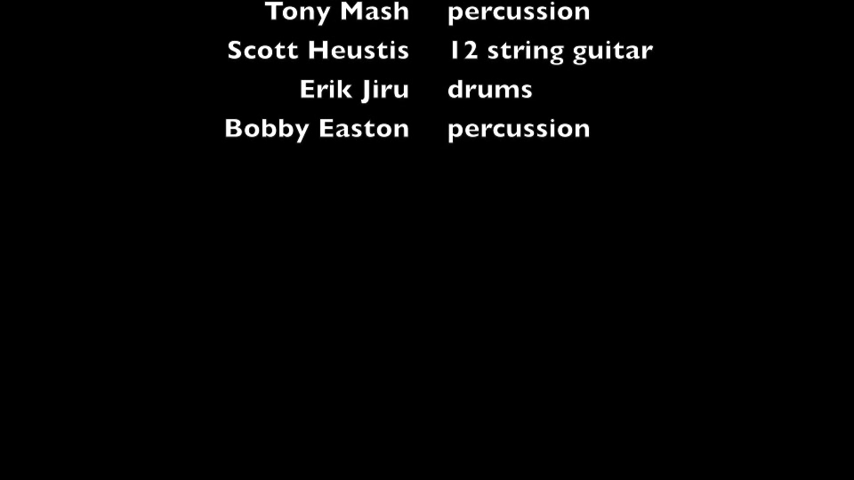 Tony Mash percussion
Scott Heustis 12 string guitar
Erik Jiru drums
Bobby Easton percussion